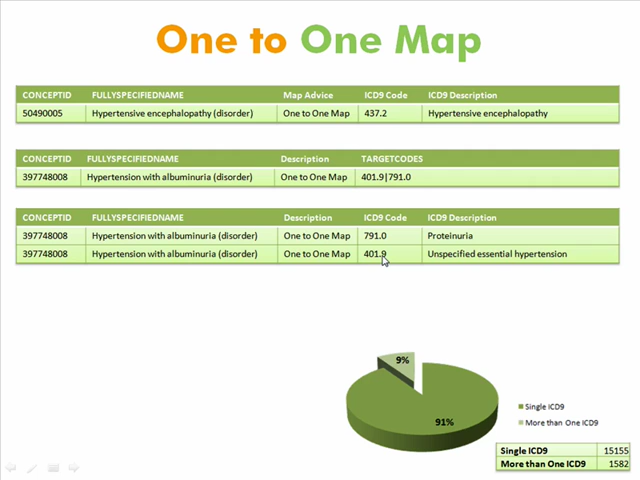 One to One Map
CONCEPTID FULLYSPECIFIEDNAME Map Advice ICD9 Code ICD9 Description
50490005 Hypertensive encephalopathy (disorder) One to One Map 437.2 Hypertensive encephalopathy
CONCEPTID FULLYSPECIFIEDNAME Description TARGETCODES
397748008 Hypertension with albuminuria (disorder) One to One Map 401.9|791.0
CONCEPTID FULLYSPECIFIEDNAME Description ICD9 Code ICD9 Description
397748008 Hypertension with albuminuria (disorder) One to One Map 791.0 Proteinuria
397748008 Hypertension with albuminuria (disorder) One to One Map 401.9 Unspecified essential hypertension
9%
91%
Single ICD9
More than One ICD9
Single ICD9 15155
More than One ICD9 1582